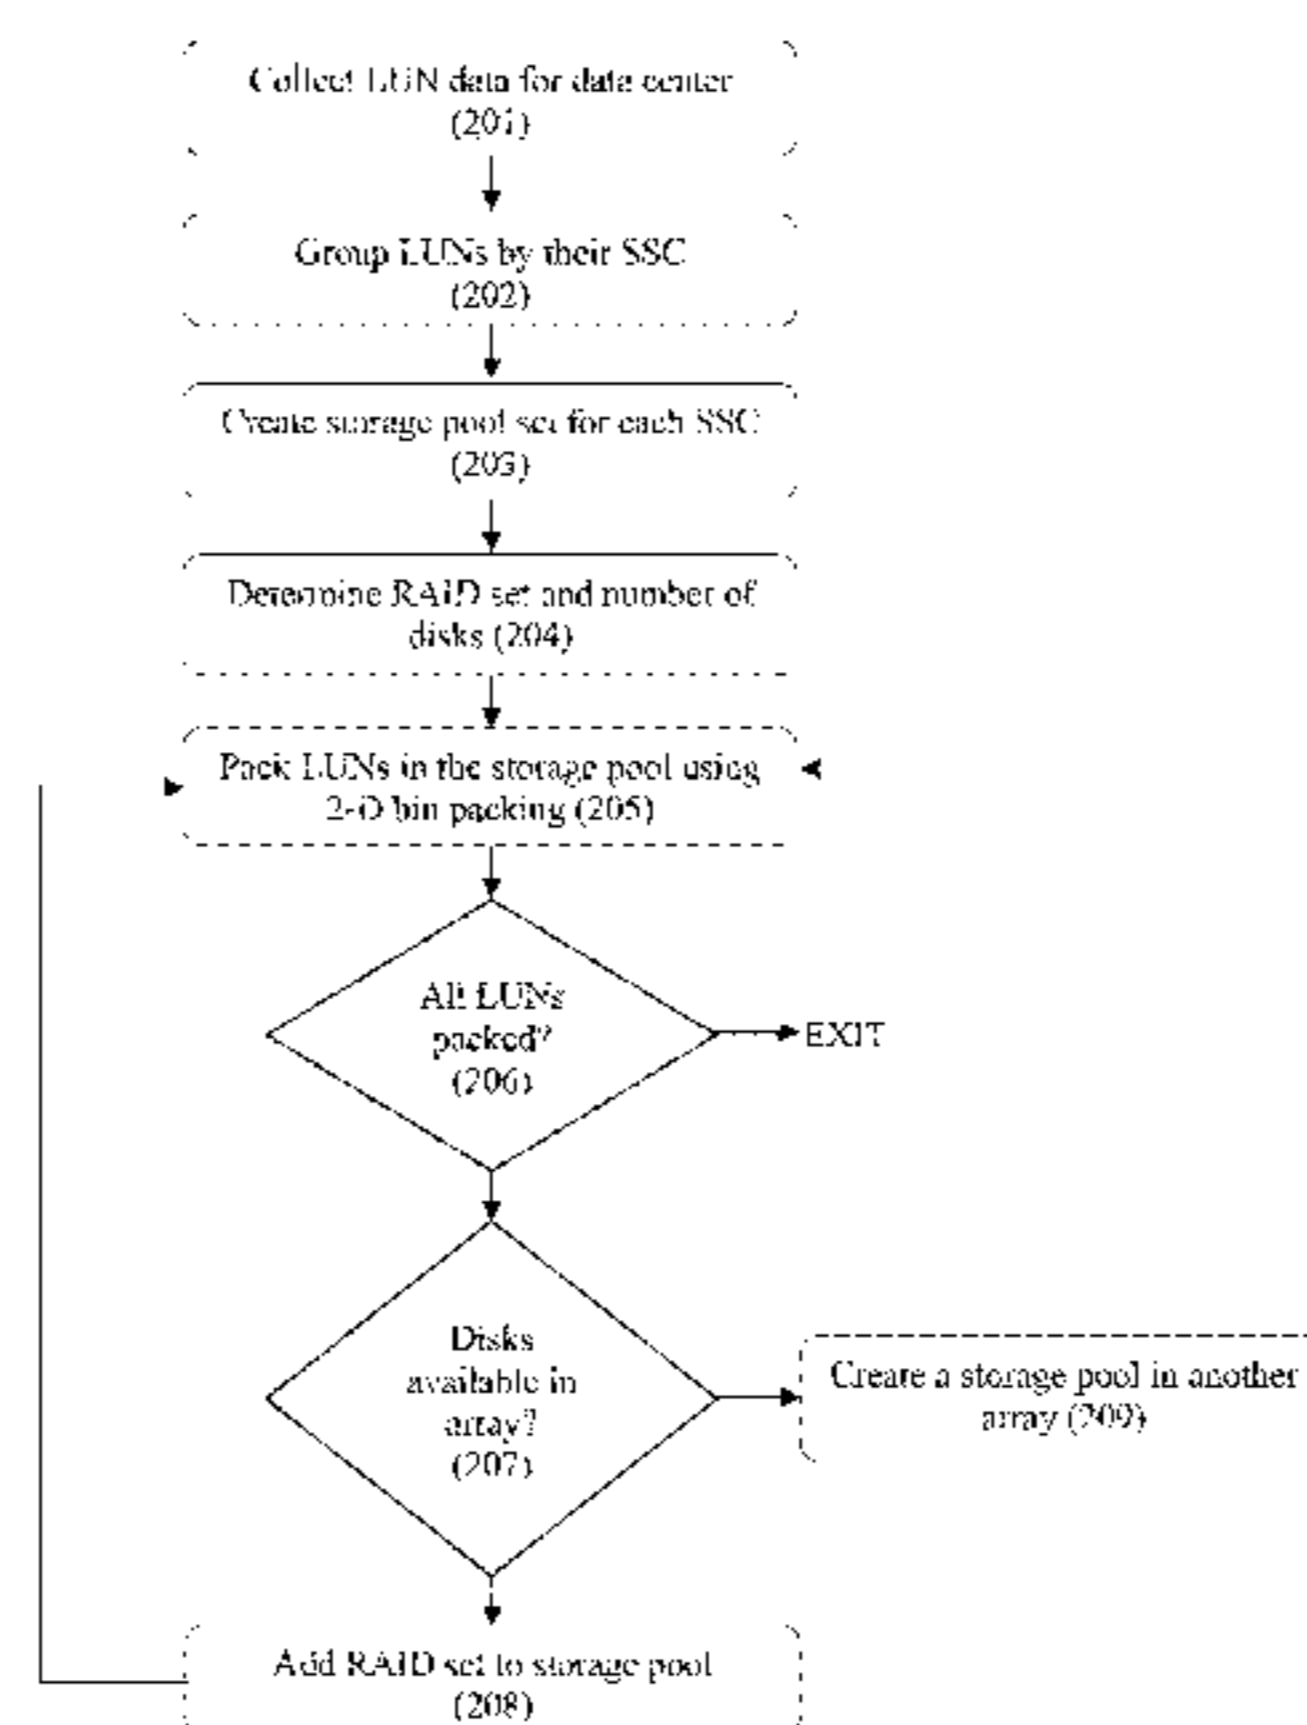 Collect LUN data for data center
(201)
Group LUNs by their SSC
(202)
Create storage pool set for each SSC
(203)
Determine RAID set and number of
disks (204)
Pack LUNs in the storage pool using
2-D bin packing (205)
All LUNs
packed?
(206)
EXIT
Disks
available in
array?
(207)
Create a storage pool in another
array (209)
Add RAID set to storage pool
(208)